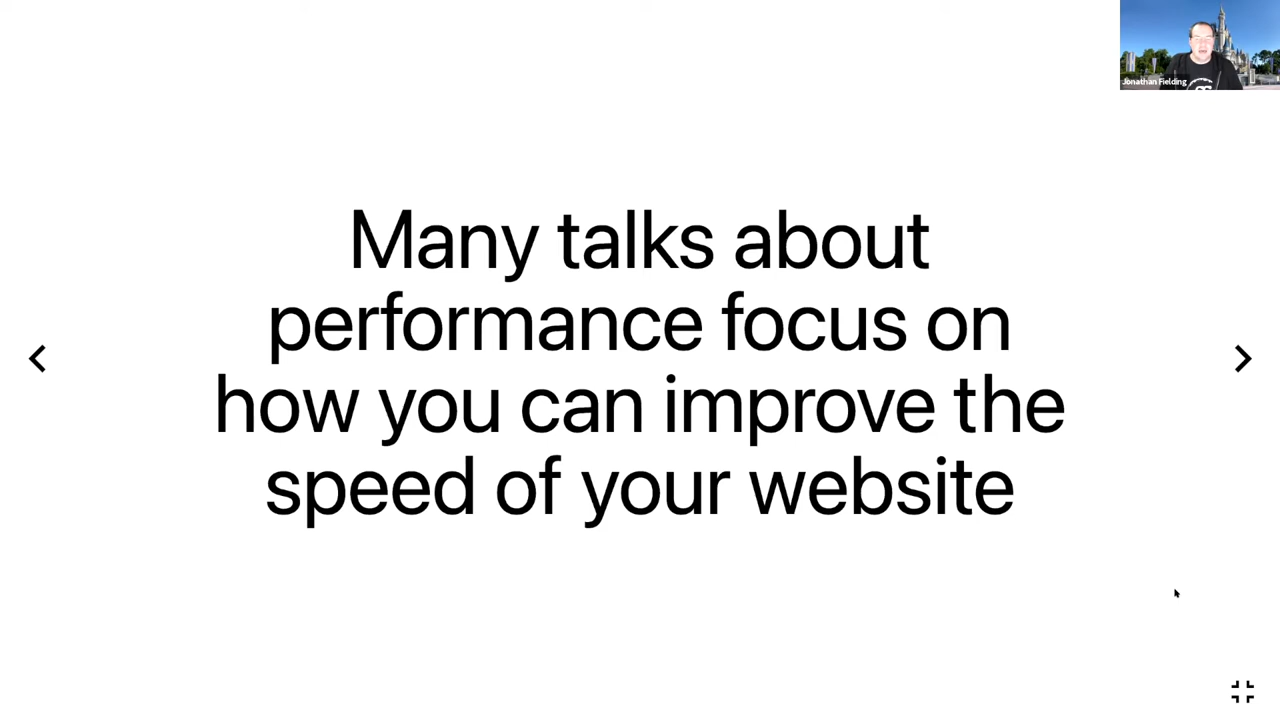 Jonathan Fielding
Many talks about
performance focus on
how you can improve the
speed of your website